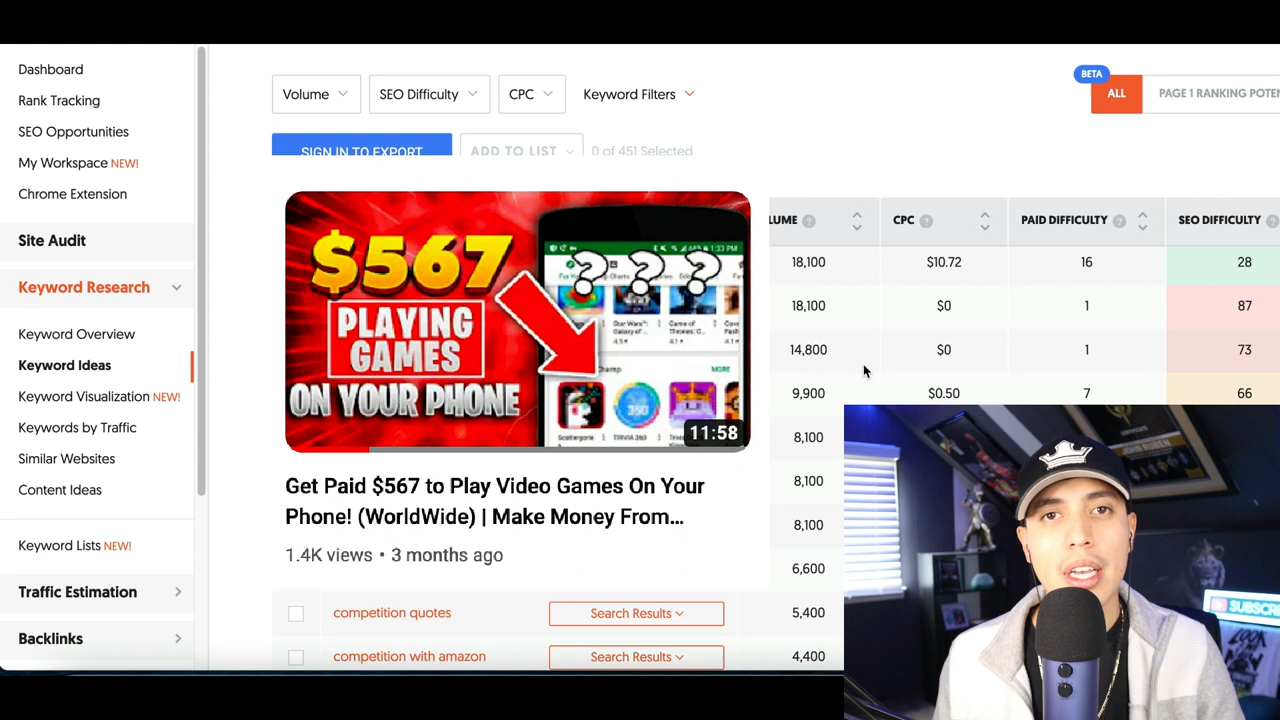 Dashboard
Rank Tracking
SEO Opportunities
My Workspace NEW!
Chrome Extension
Site Audit
Keyword Research
Keyword Overview
Keyword Ideas
Keyword Visualization NEW!
Keywords by Traffic
Similar Websites
Content Ideas
Keyword Lists NEW!
Traffic Estimation
Backlinks
Volume
SEO Difficulty
CPC
Keyword Filters
BETA
ALL
PAGE 1 RANKING POTEN
SIGN IN TO EXPORT
ADD TO LIST
0 of 451 Selected
$567
PLAYING
GAMES
ON YOUR PHONE
???
MORE
11:58
Get Paid $567 to Play Video Games On Your
Phone! (WorldWide) | Make Money From...
1.4K views • 3 months ago
LUME
CPC
PAID DIFFICULTY
SEO DIFFICULTY
18,100 $10.72 16 28
18,100 $0 1 87
14,800 $0 1 73
9,900 $0.50 7 66
8,100
8,100
8,100
6,600
competition quotes Search Results 5,400
competition with amazon Search Results 4,400
JOHN RUBEN
SUBSCR